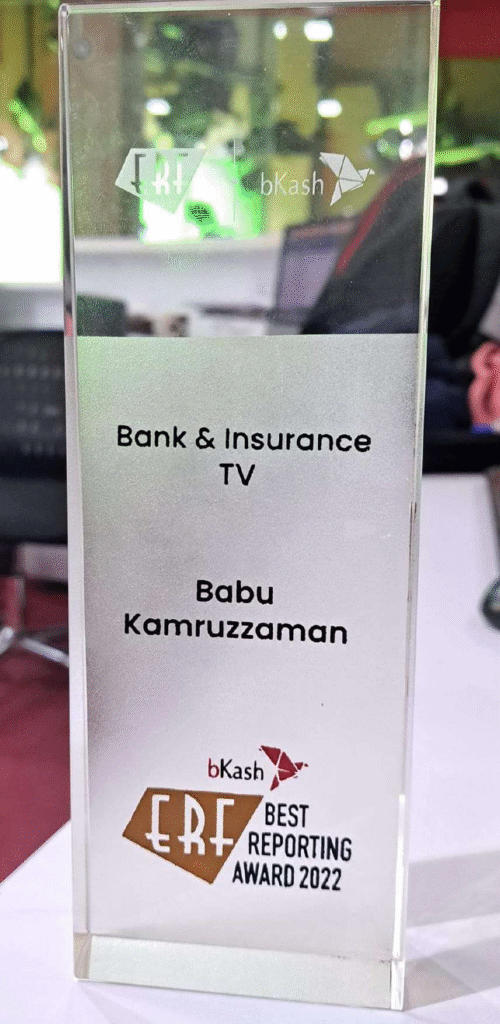 ERF bKash
Bank & Insurance
TV
Babu
Kamruzzaman
bKash
ERF BEST
REPORTING
AWARD 2022